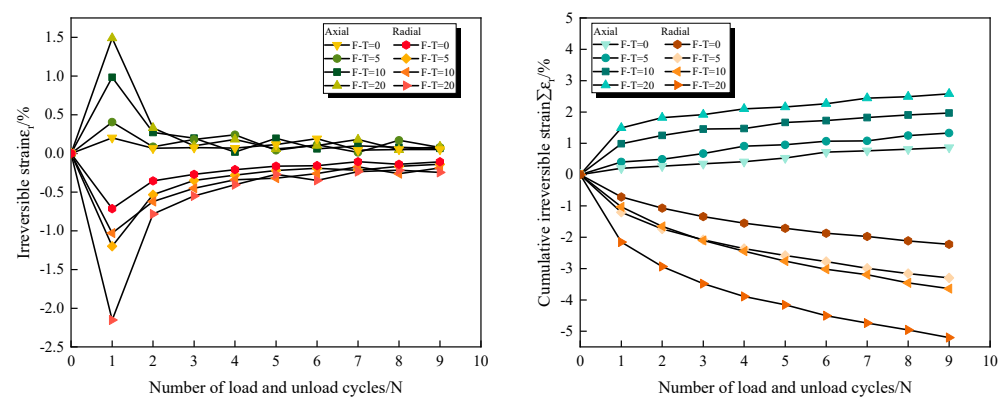 1.5
1.0
0.5
0.0
-0.5
-1.0
-1.5
-2.0
-2.5
Irreversible strainεᵢ/%
Axial Radial
F-T=0 F-T=0
F-T=5 F-T=5
F-T=10 F-T=10
F-T=20 F-T=20
0 1 2 3 4 5 6 7 8 9 10
Number of load and unload cycles/N
5
4
3
2
1
0
-1
-2
-3
-4
-5
Cumulative irreversible strain∑εᵢ/%
Axial Radial
F-T=0 F-T=0
F-T=5 F-T=5
F-T=10 F-T=10
F-T=20 F-T=20
0 1 2 3 4 5 6 7 8 9 10
Number of load and unload cycles/N